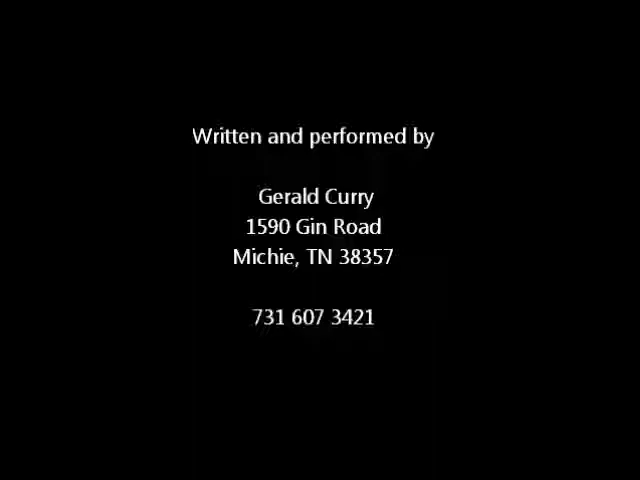 Written and performed by
Gerald Curry
1590 Gin Road
Michie, TN 38357
731 607 3421